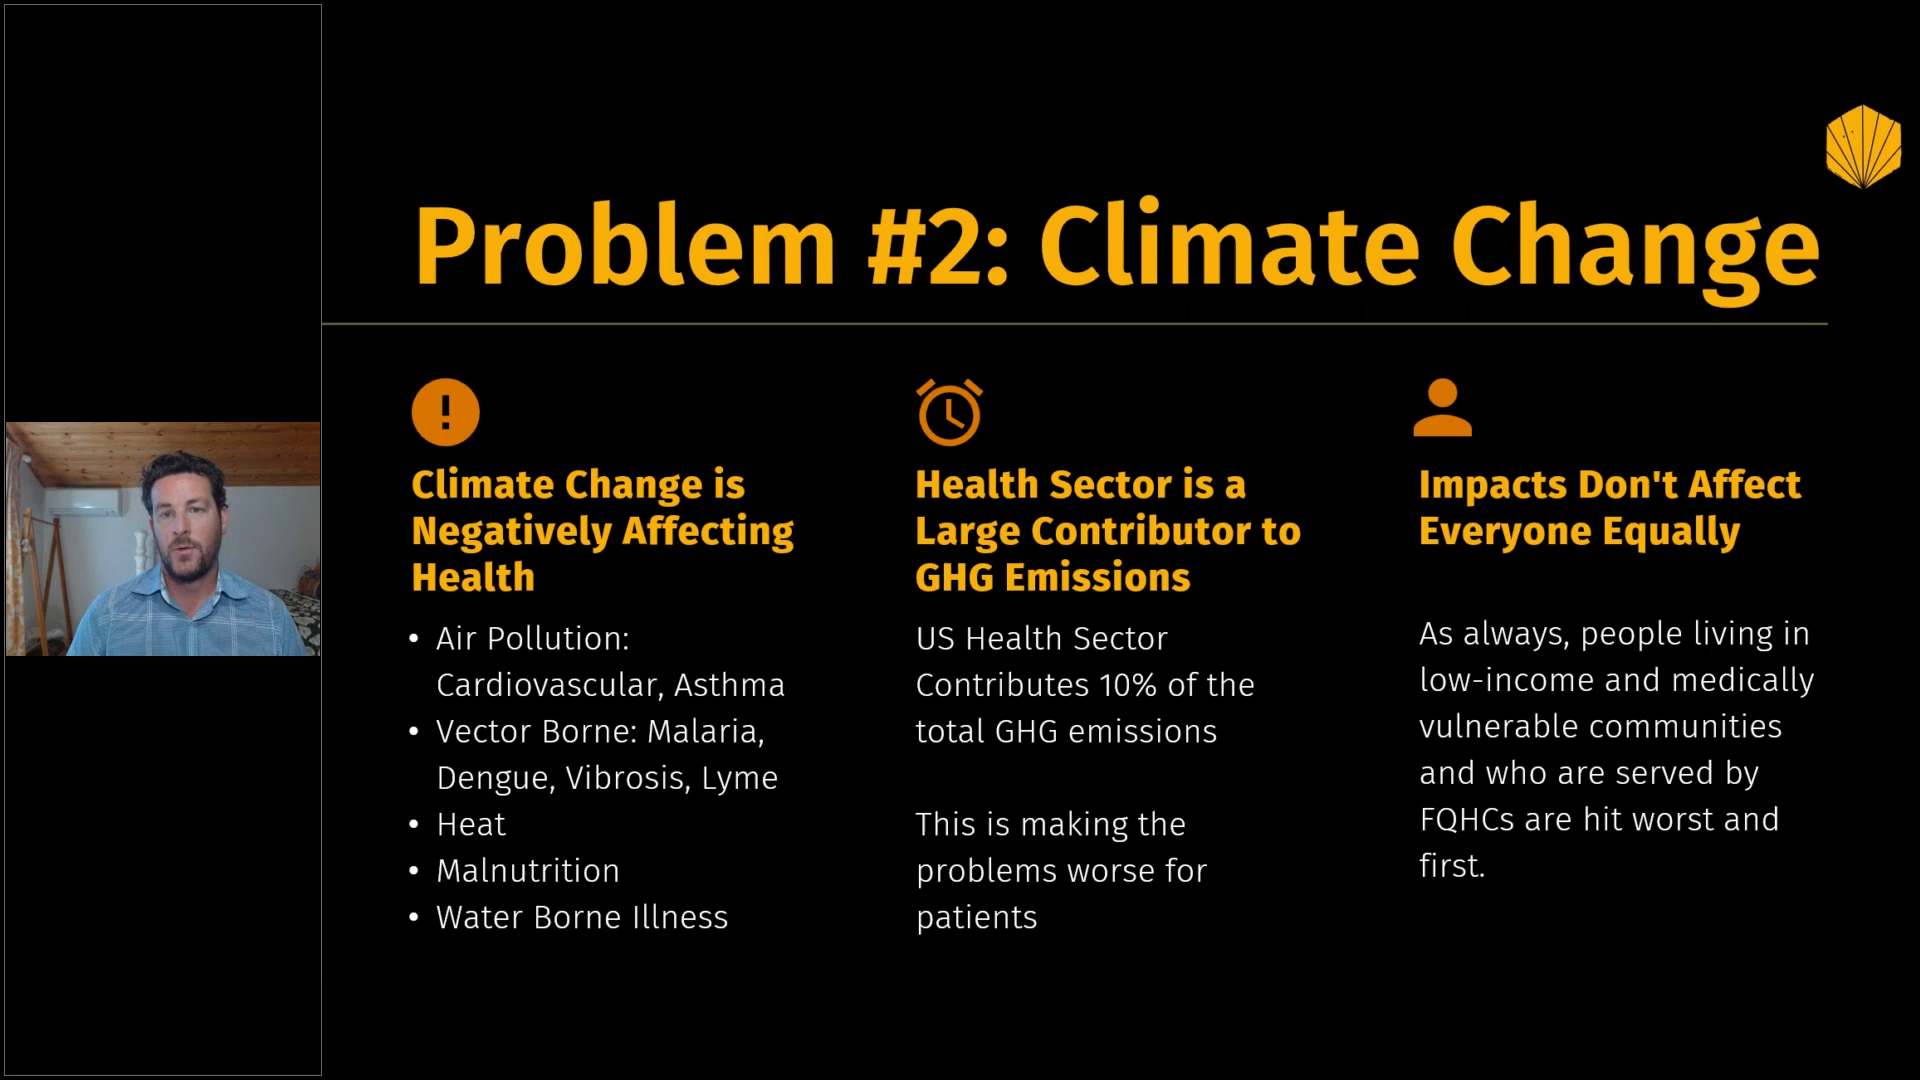 Problem #2: Climate Change
Climate Change is
Negatively Affecting
Health
• Air Pollution:
Cardiovascular, Asthma
• Vector Borne: Malaria,
Dengue, Vibrosis, Lyme
• Heat
• Malnutrition
• Water Borne Illness
Health Sector is a
Large Contributor to
GHG Emissions
US Health Sector
Contributes 10% of the
total GHG emissions
This is making the
problems worse for
patients
Impacts Don't Affect
Everyone Equally
As always, people living in
low-income and medically
vulnerable communities
and who are served by
FQHCs are hit worst and
first.